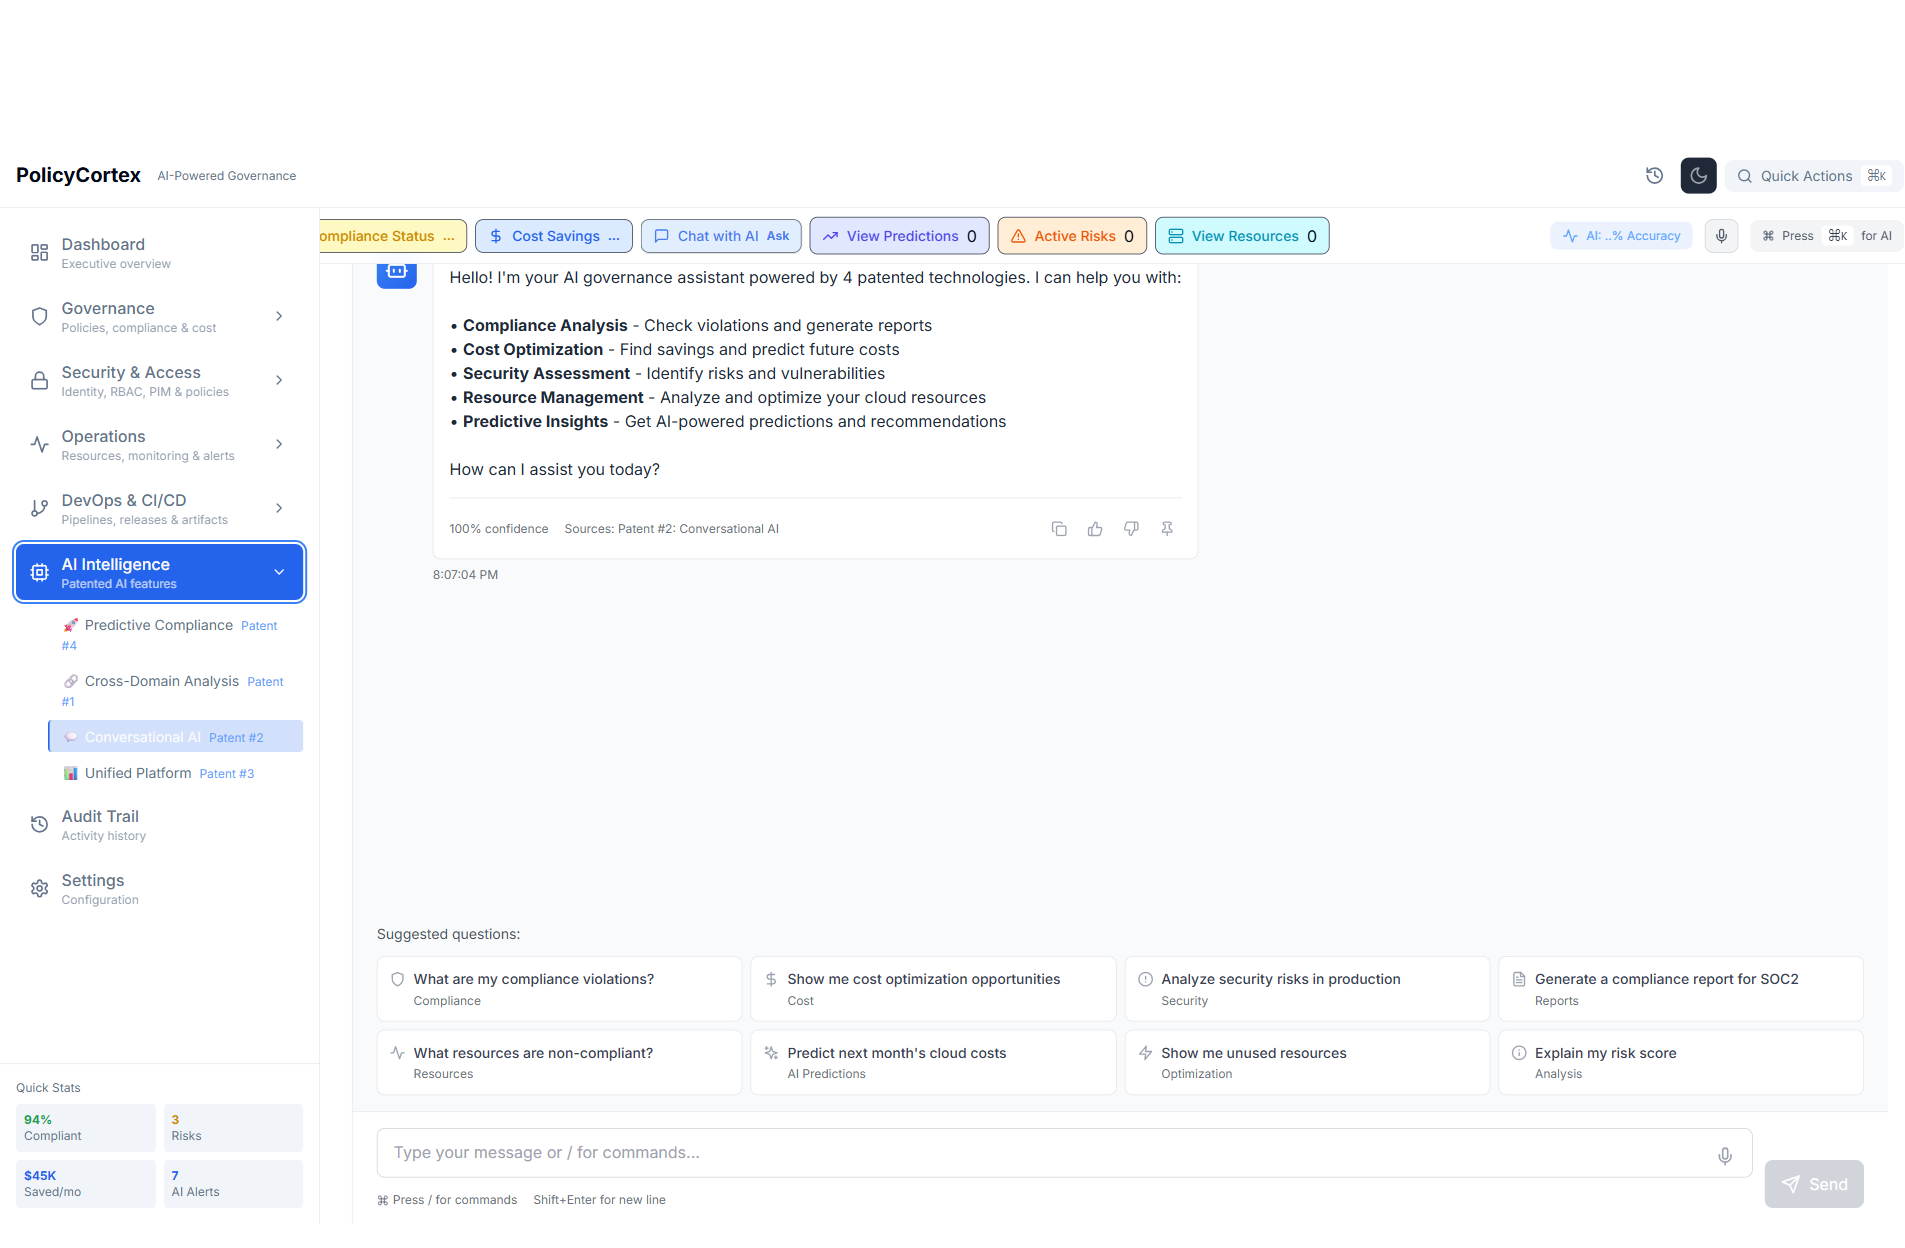 PolicyCortex AI-Powered Governance
Quick Actions ⌘K
Dashboard
Executive overview
Governance
Policies, compliance & cost
Security & Access
Identity, RBAC, PIM & policies
Operations
Resources, monitoring & alerts
DevOps & CI/CD
Pipelines, releases & artifacts
AI Intelligence
Patented AI features
Predictive Compliance Patent
#4
Cross-Domain Analysis Patent
#1
Conversational AI Patent #2
Unified Platform Patent #3
Audit Trail
Activity history
Settings
Configuration
Quick Stats
94%
Compliant
3
Risks
$45K
Saved/mo
7
AI Alerts
ompliance Status ...
Cost Savings ...
Chat with AI Ask
View Predictions 0
Active Risks 0
View Resources 0
AI: ..% Accuracy
⌘ Press ⌘K for AI
Hello! I'm your AI governance assistant powered by 4 patented technologies. I can help you with:
• Compliance Analysis - Check violations and generate reports
• Cost Optimization - Find savings and predict future costs
• Security Assessment - Identify risks and vulnerabilities
• Resource Management - Analyze and optimize your cloud resources
• Predictive Insights - Get AI-powered predictions and recommendations
How can I assist you today?
100% confidence Sources: Patent #2: Conversational AI
8:07:04 PM
Suggested questions:
What are my compliance violations?
Compliance
Show me cost optimization opportunities
Cost
Analyze security risks in production
Security
Generate a compliance report for SOC2
Reports
What resources are non-compliant?
Resources
Predict next month's cloud costs
AI Predictions
Show me unused resources
Optimization
Explain my risk score
Analysis
Type your message or / for commands...
Send
⌘ Press / for commands Shift+Enter for new line